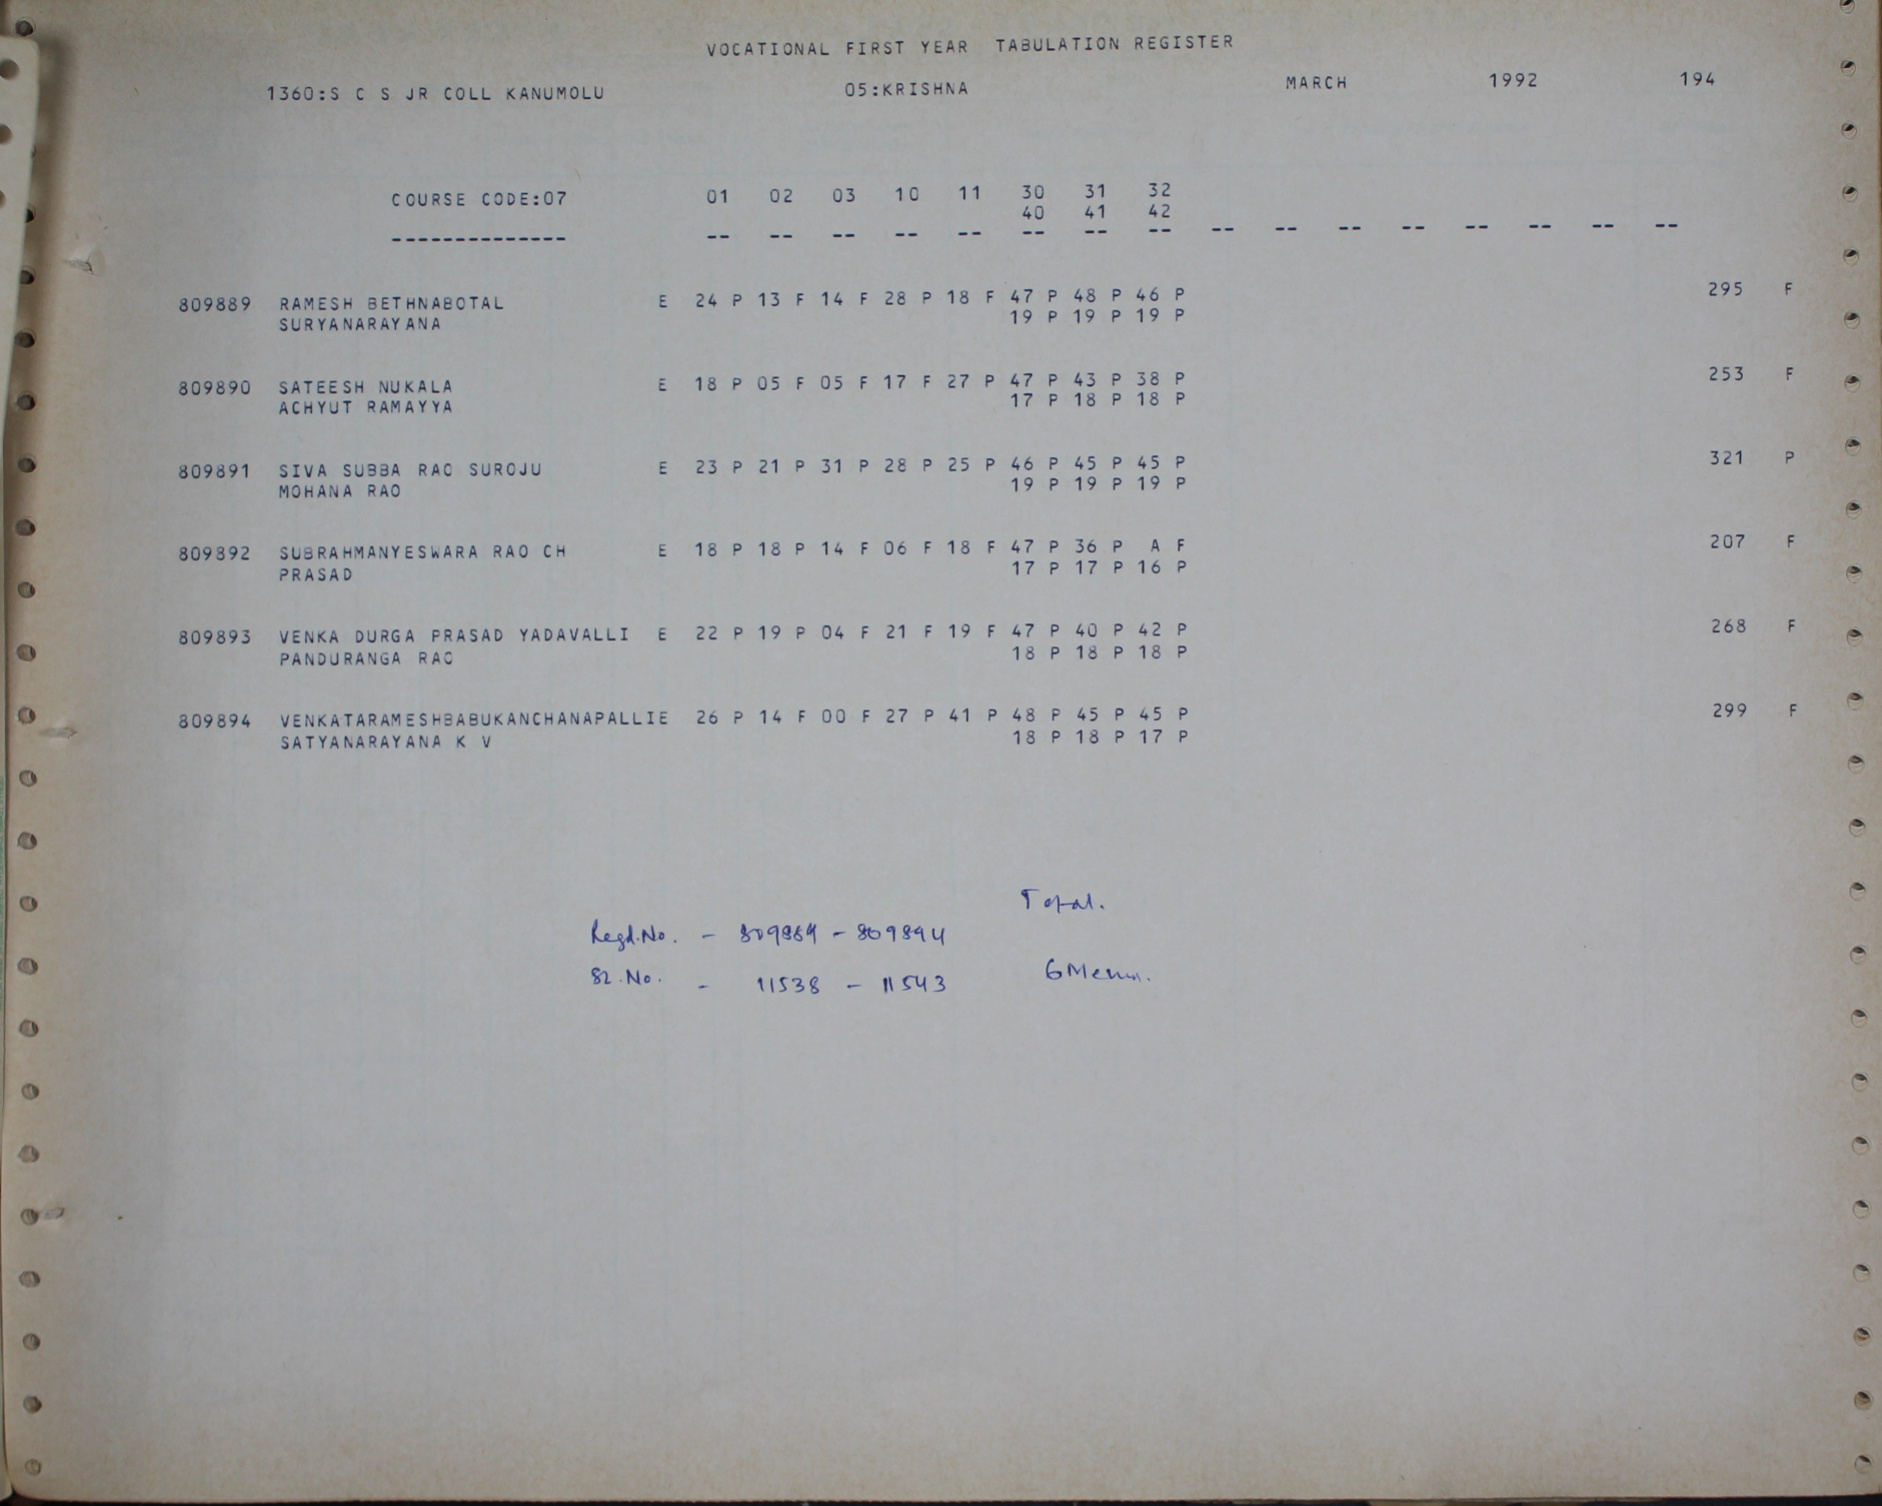 VOCATIONAL FIRST YEAR TABULATION REGISTER
1360:S C S JR COLL KANUMOLU 05:KRISHNA MARCH 1992 194
COURSE CODE:07 01 02 03 10 11 30 31 32
40 41 42
-------------- -- -- -- -- -- -- -- -- -- -- -- -- -- -- -- --
809889 RAMESH BETHNABOTAL E 24 P 13 F 14 F 28 P 18 F 47 P 48 P 46 P 295 F
SURYANARAYANA 19 P 19 P 19 P
809890 SATEESH NUKALA E 18 P 05 F 05 F 17 F 27 P 47 P 43 P 38 P 253 F
ACHYUT RAMAYYA 17 P 18 P 18 P
809891 SIVA SUBBA RAO SUROJU E 23 P 21 P 31 P 28 P 25 P 46 P 45 P 45 P 321 P
MOHANA RAO 19 P 19 P 19 P
809892 SUBRAHMANYESWARA RAO CH E 18 P 18 P 14 F 06 F 18 F 47 P 36 P A F 207 F
PRASAD 17 P 17 P 16 P
809893 VENKA DURGA PRASAD YADAVALLI E 22 P 19 P 04 F 21 F 19 F 47 P 40 P 42 P 268 F
PANDURANGA RAO 18 P 18 P 18 P
809894 VENKATARAMESHBABUKANCHANAPALLIE 26 P 14 F 00 F 27 P 41 P 48 P 45 P 45 P 299 F
SATYANARAYANA K V 18 P 18 P 17 P
Total.
Regd.No. - 809889 - 809894
Sl.No. - 11538 - 11543 6 Memo.